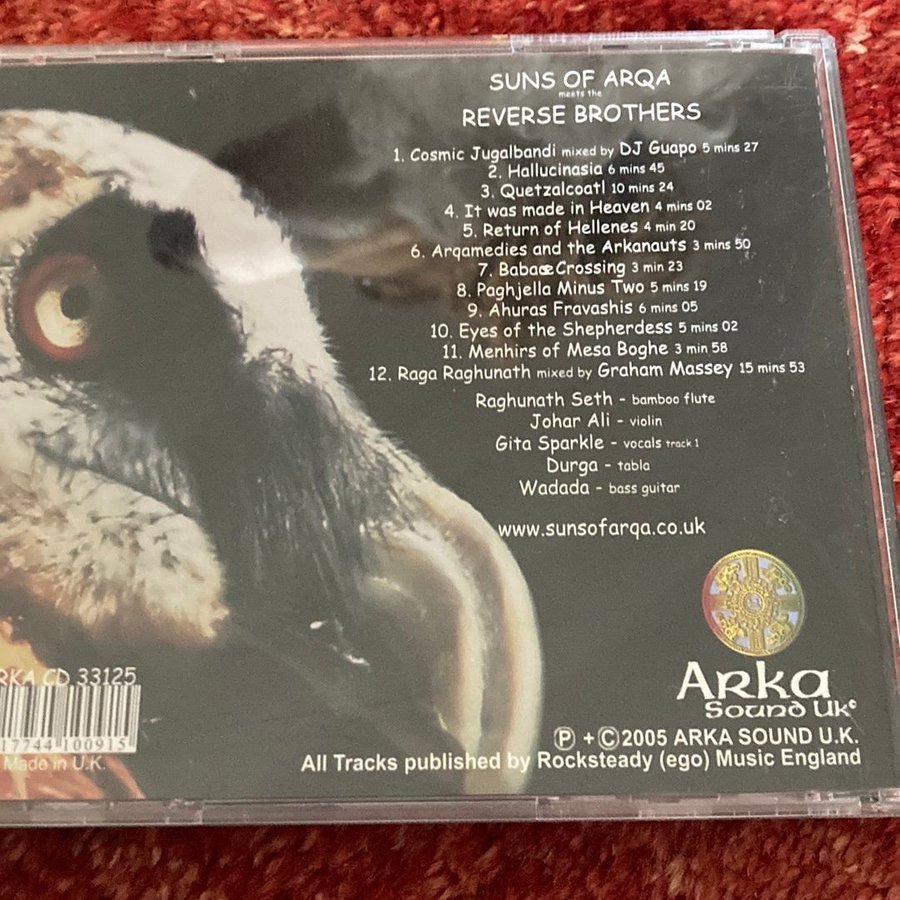 SUNS OF ARQA
meets the
REVERSE BROTHERS
1. Cosmic Jugalbandi mixed by DJ Guapo 5 mins 27
2. Hallucinasia 6 mins 45
3. Quetzalcoatl 10 mins 24
4. It was made in Heaven 4 mins 02
5. Return of Hellenes 4 min 20
6. Arqamedies and the Arkanauts 3 mins 50
7. Babaœ Crossing 3 min 23
8. Paghjella Minus Two 5 mins 19
9. Ahuras Fravashis 6 mins 05
10. Eyes of the Shepherdess 5 mins 02
11. Menhirs of Mesa Boghe 3 min 58
12. Raga Raghunath mixed by Graham Massey 15 mins 53
Raghunath Seth - bamboo flute
Johar Ali - violin
Gita Sparkle - vocals track 1
Durga - tabla
Wadada - bass guitar
www.sunsofarqa.co.uk
RKA CD 33125
17744 100915
Made in U.K.
Arka
Sound Uk©
℗ + © 2005 ARKA SOUND U.K.
All Tracks published by Rocksteady (ego) Music England